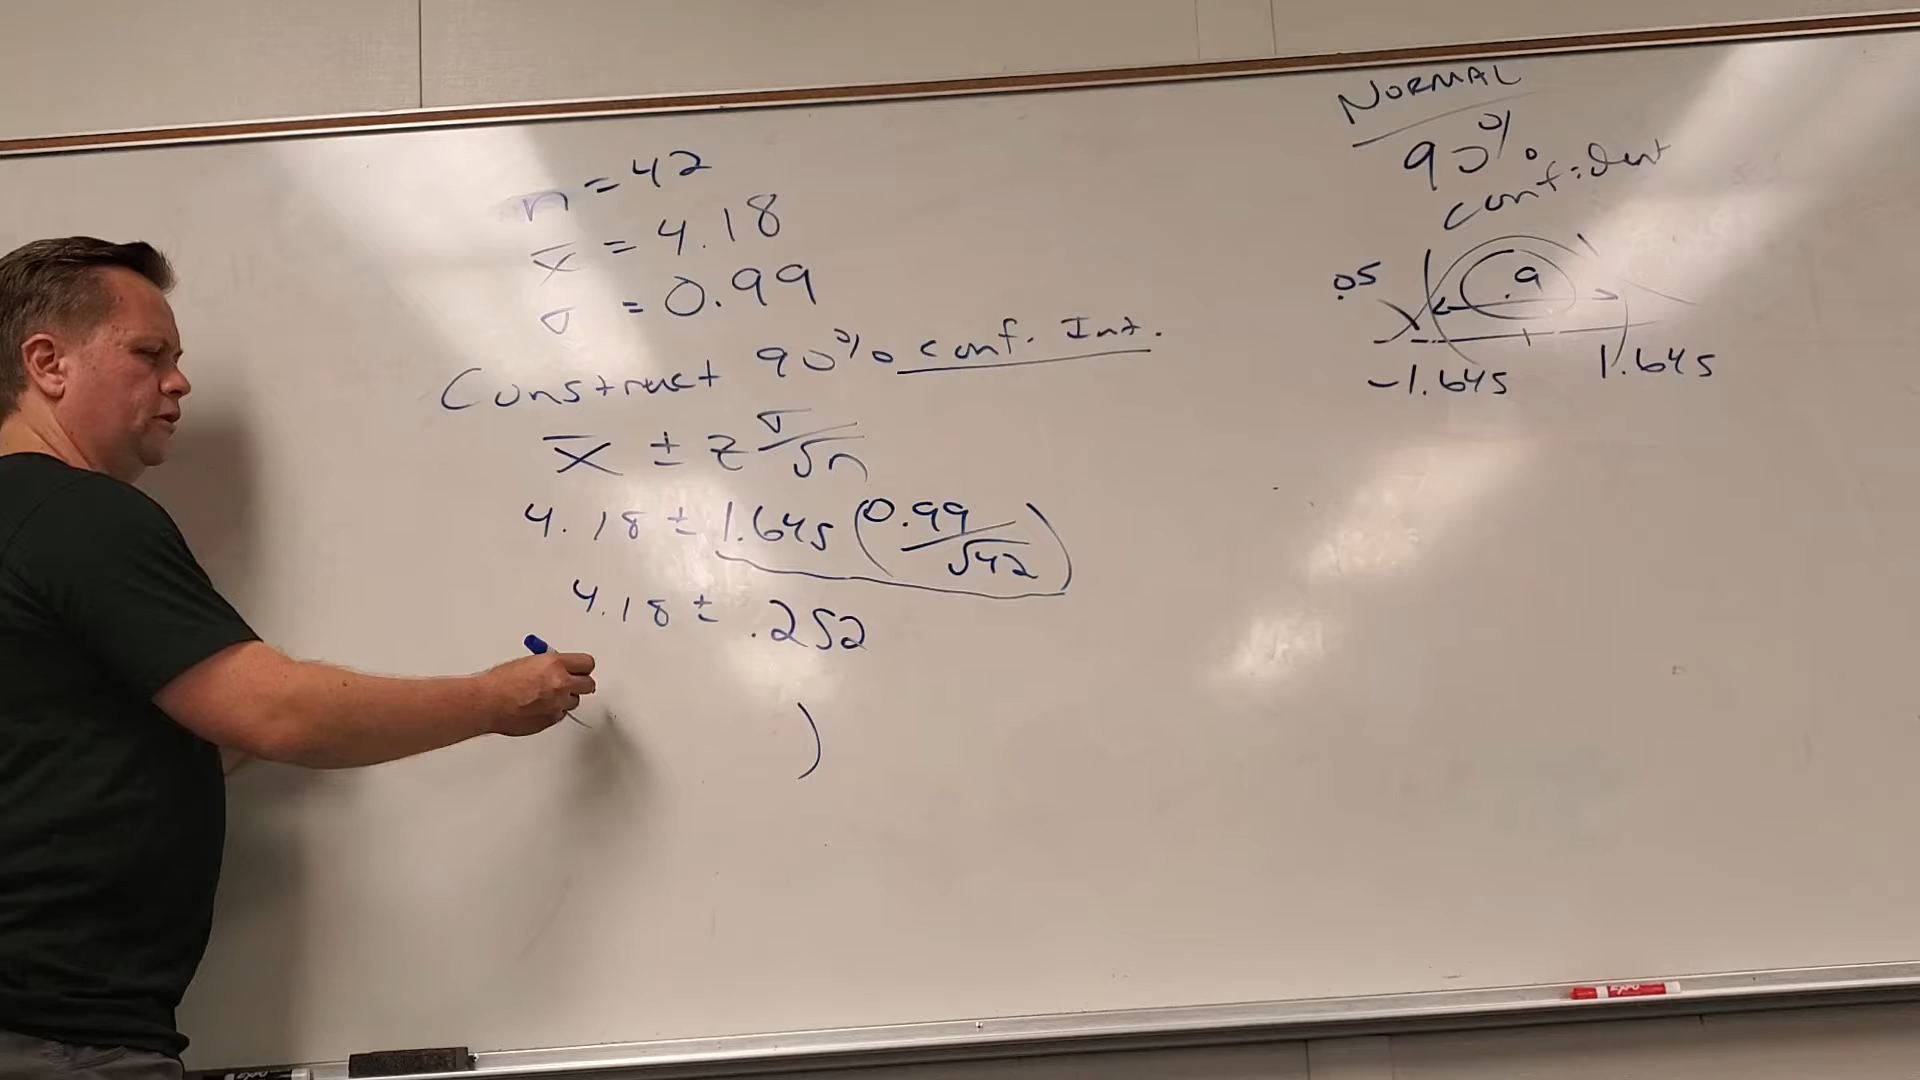 n = 42
x̄ = 4.18
σ = 0.99
Construct 90% conf. Int.
x̄ ± z σ/√n
4.18 ± 1.645 (0.99/√42)
4.18 ± .252
)
NORMAL
90%
confident
.05
.9
-1.645
1.645
EXPO
EXPO